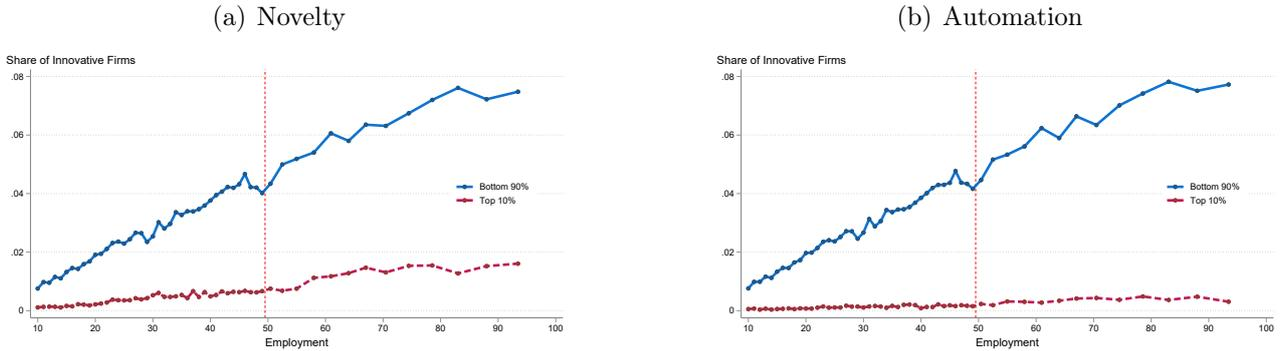 (a) Novelty
Share of Innovative Firms
.08
.06
.04
.02
0
10 20 30 40 50 60 70 80 90 100
Employment
Bottom 90%
Top 10%
(b) Automation
Share of Innovative Firms
.08
.06
.04
.02
0
10 20 30 40 50 60 70 80 90 100
Employment
Bottom 90%
Top 10%